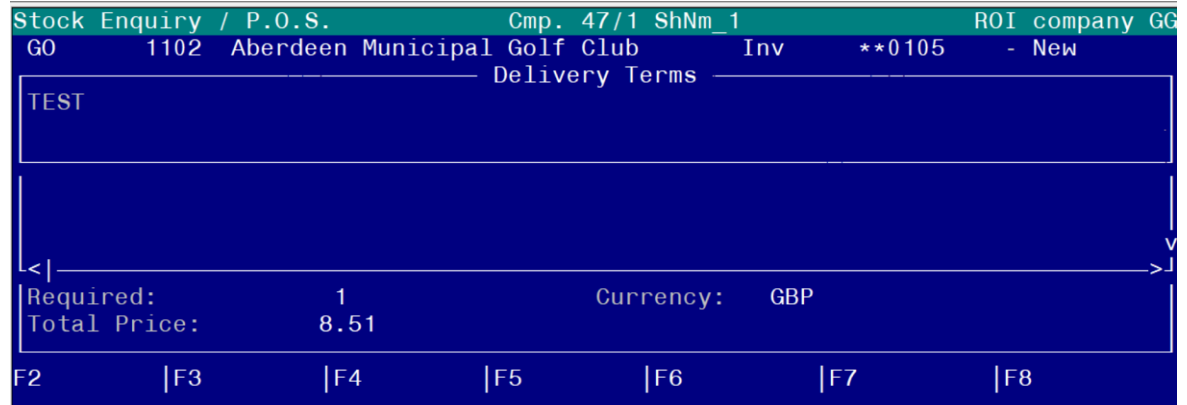 Stock Enquiry / P.O.S. Cmp. 47/1 ShNm_1 ROI company GG
GO 1102 Aberdeen Municipal Golf Club Inv **0105 - New
Delivery Terms
TEST
Required: 1 Currency: GBP
Total Price: 8.51
F2 |F3 |F4 |F5 |F6 |F7 |F8